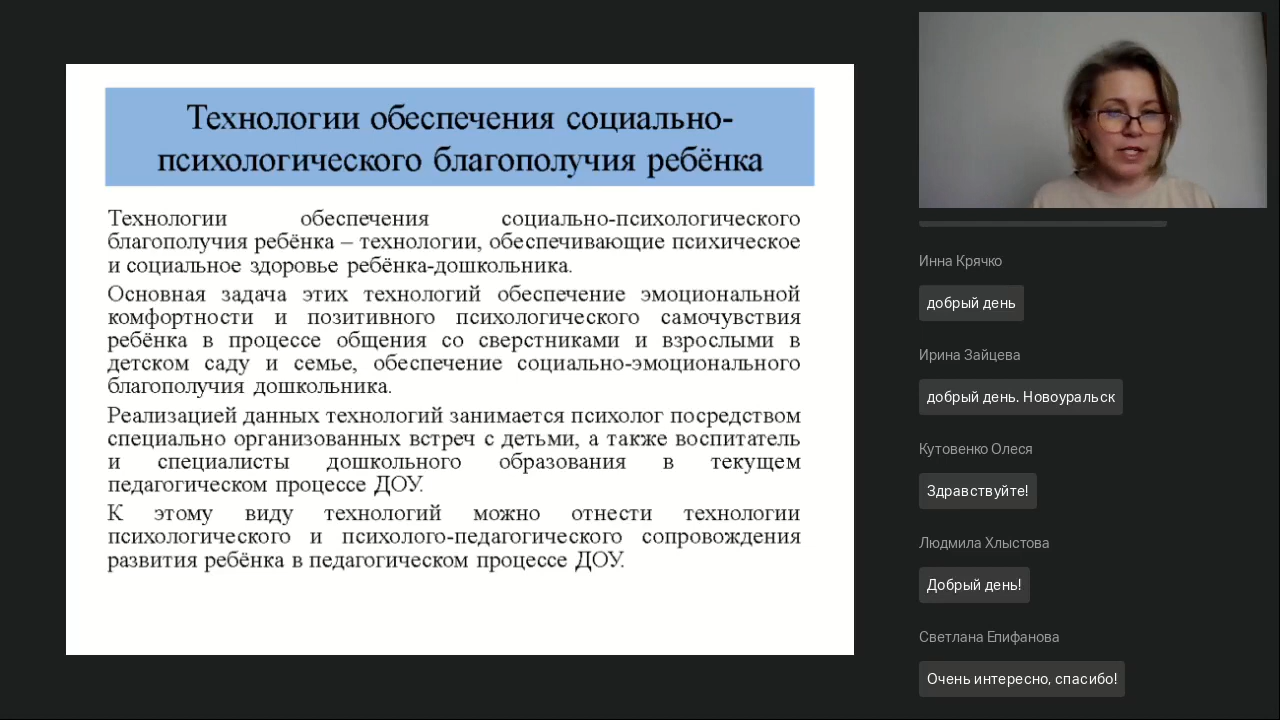 Технологии обеспечения социально-
психологического благополучия ребёнка
Технологии обеспечения социально-психологического
благополучия ребёнка – технологии, обеспечивающие психическое
и социальное здоровье ребёнка-дошкольника.
Основная задача этих технологий обеспечение эмоциональной
комфортности и позитивного психологического самочувствия
ребёнка в процессе общения со сверстниками и взрослыми в
детском саду и семье, обеспечение социально-эмоционального
благополучия дошкольника.
Реализацией данных технологий занимается психолог посредством
специально организованных встреч с детьми, а также воспитатель
и специалисты дошкольного образования в текущем
педагогическом процессе ДОУ.
К этому виду технологий можно отнести технологии
психологического и психолого-педагогического сопровождения
развития ребёнка в педагогическом процессе ДОУ.
Инна Крячко
добрый день
Ирина Зайцева
добрый день. Новоуральск
Кутовенко Олеся
Здравствуйте!
Людмила Хлыстова
Добрый день!
Светлана Епифанова
Очень интересно, спасибо!